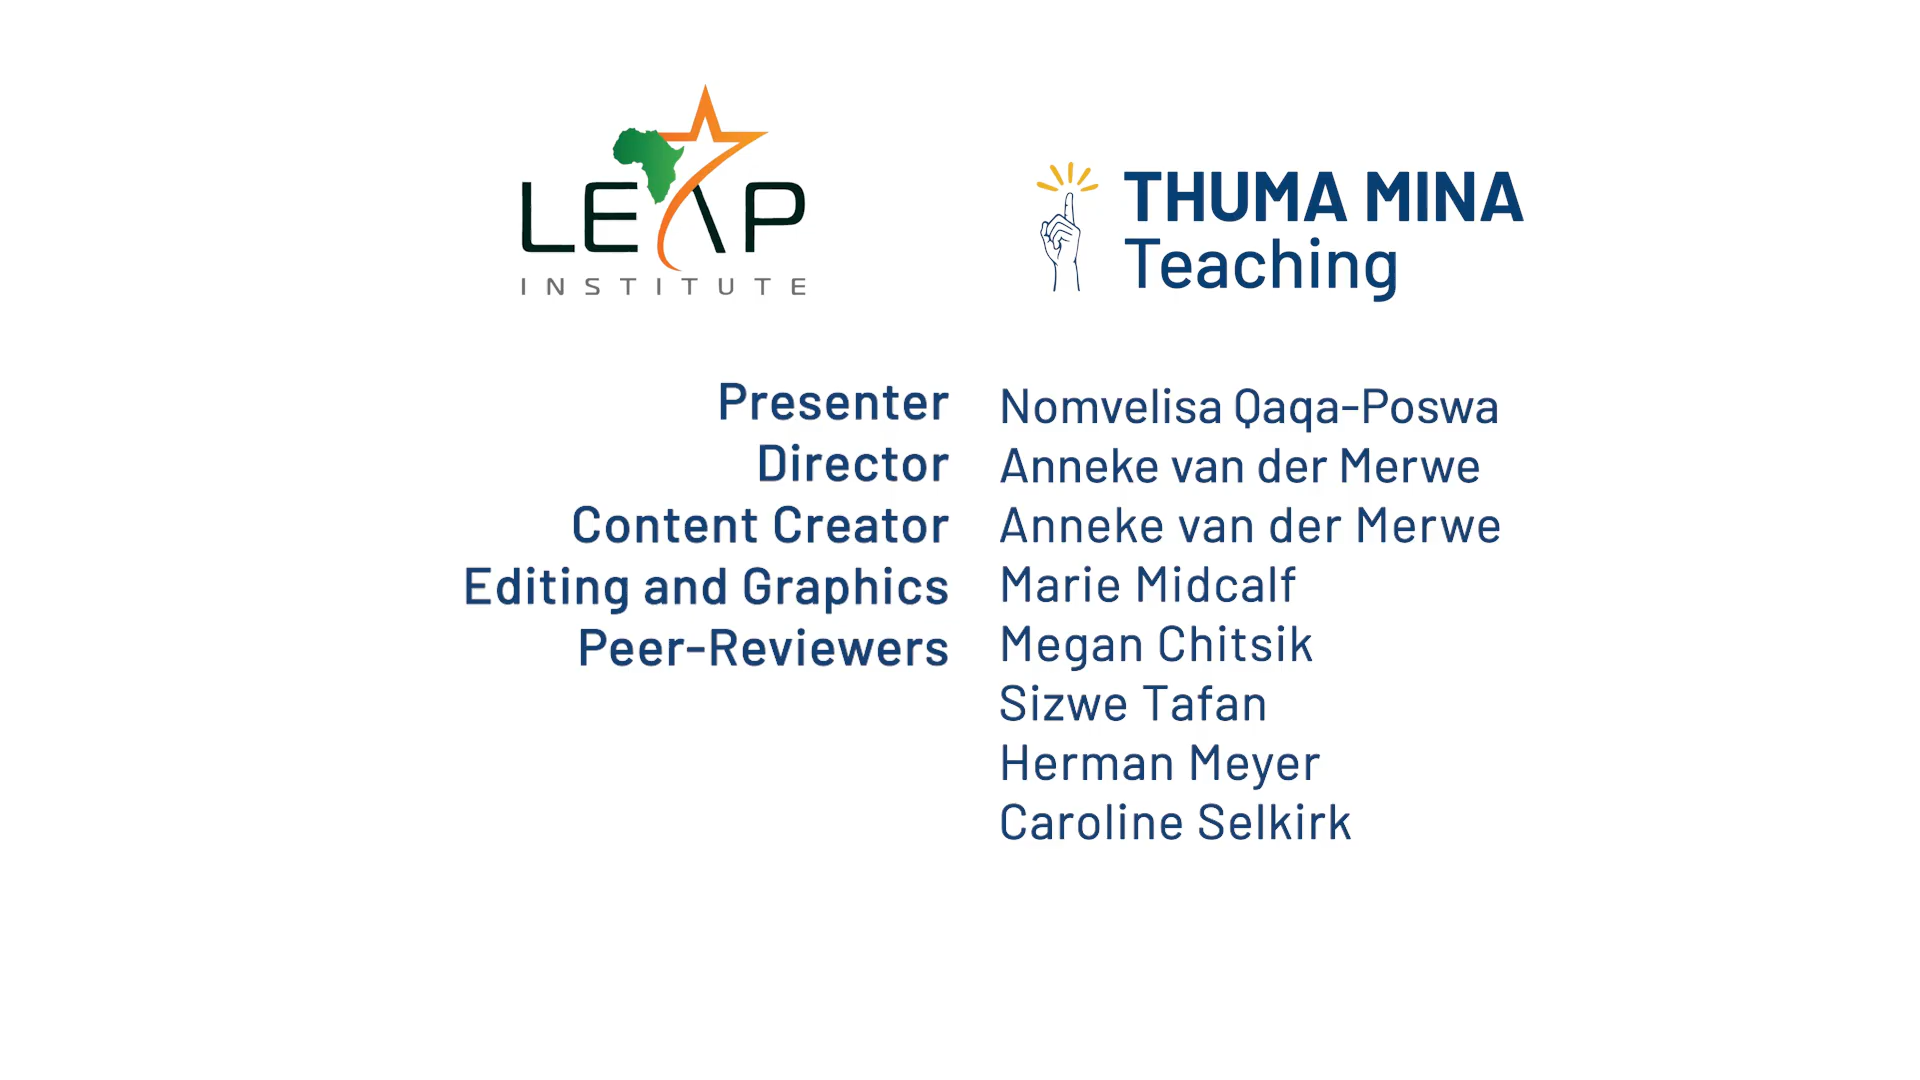 LEAP
INSTITUTE
THUMA MINA
Teaching
Presenter Nomvelisa Qaqa-Poswa
Director Anneke van der Merwe
Content Creator Anneke van der Merwe
Editing and Graphics Marie Midcalf
Peer-Reviewers Megan Chitsik
Sizwe Tafan
Herman Meyer
Caroline Selkirk